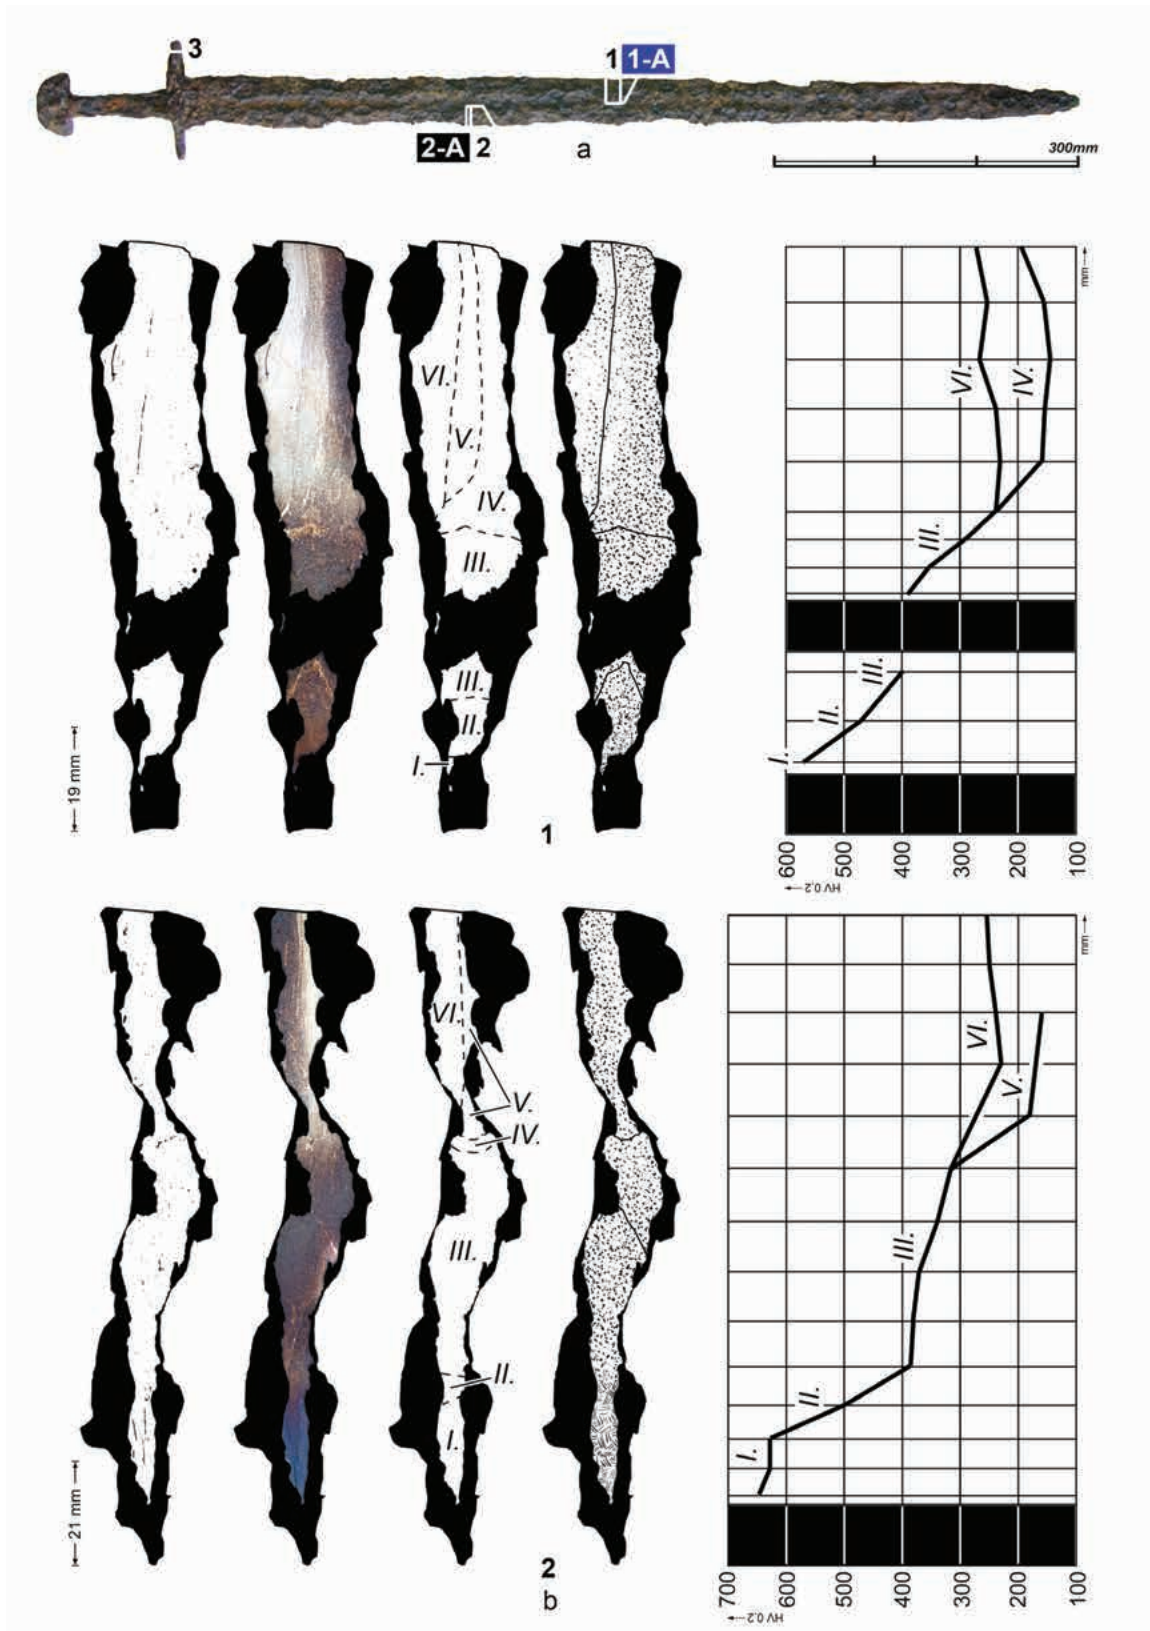 3
1 1-A
2-A 2
a
300mm
VI.
V.
IV.
III.
III.
II.
I.
19 mm
1
mm
VI.
IV.
III.
III.
II.
I.
600 500 400 300 200 100
HV 0,2
VI.
V.
IV.
III.
II.
I.
21 mm
2
b
mm
VI.
V.
III.
II.
I.
700 600 500 400 300 200 100
HV 0,2